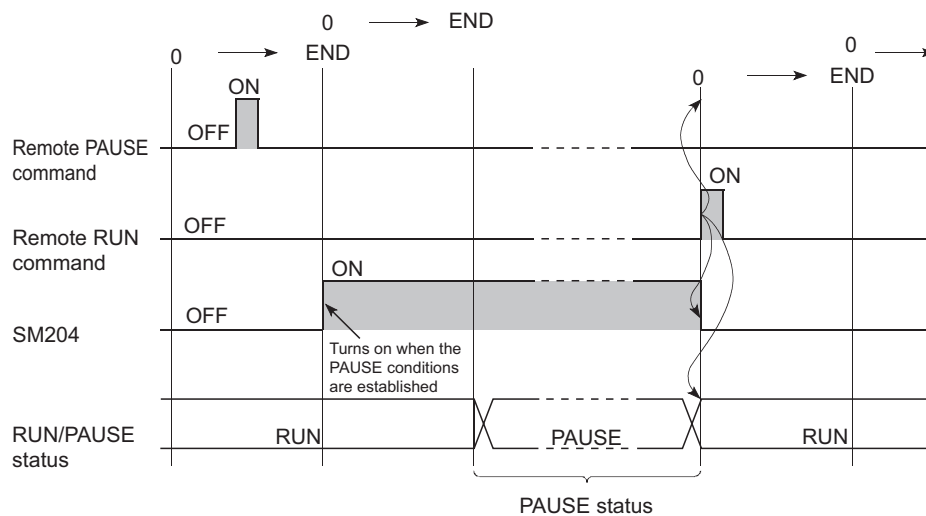 0
END
0
END
0
0
END
END
ON
OFF
Remote PAUSE
command
ON
OFF
Remote RUN
command
ON
OFF
SM204
Turns on when the
PAUSE conditions
are established
RUN/PAUSE
status
RUN
PAUSE
RUN
PAUSE status